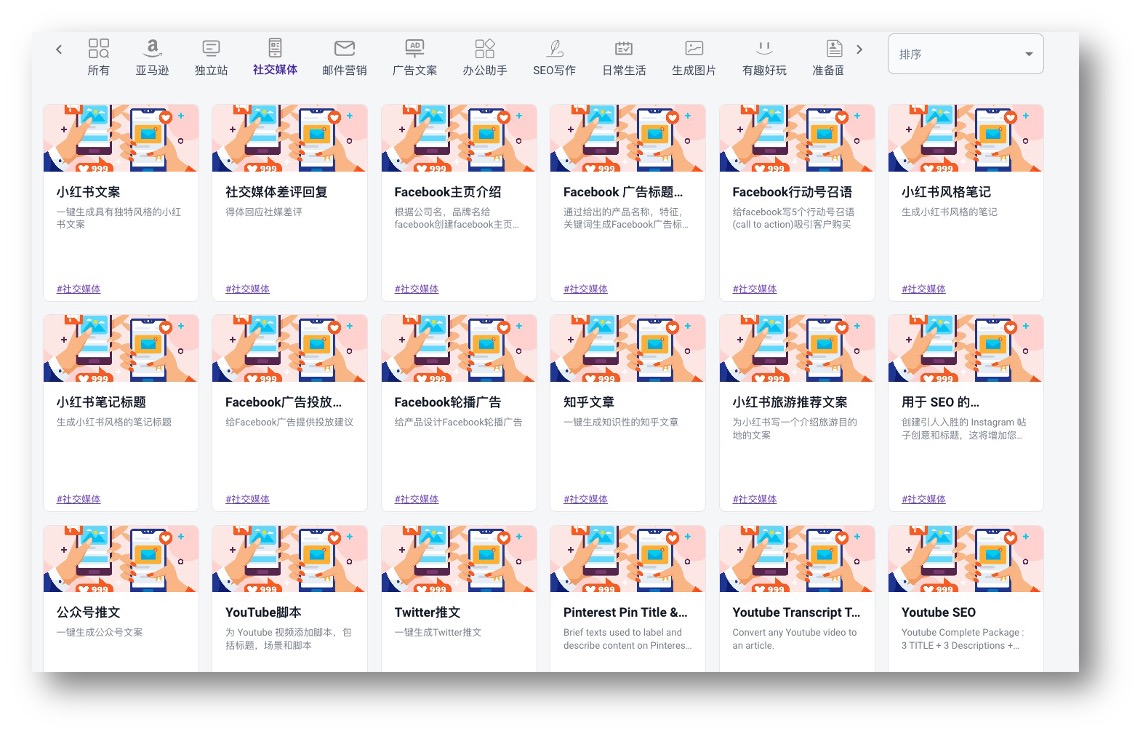 所有
亚马逊
独立站
社交媒体
邮件营销
AD
广告文案
办公助手
SEO写作
日常生活
生成图片
有趣好玩
准备面
排序
999
小红书文案
一键生成具有独特风格的小红
书文案
#社交媒体
999
社交媒体差评回复
得体回应社媒差评
#社交媒体
999
Facebook主页介绍
根据公司名，品牌名给
facebook创建facebook主页...
#社交媒体
999
Facebook 广告标题...
通过给出的产品名称，特征，
关键词生成Facebook广告标...
#社交媒体
999
Facebook行动号召语
给facebook写5个行动号召语
(call to action)吸引客户购买
#社交媒体
999
小红书风格笔记
生成小红书风格的笔记
#社交媒体
999
小红书笔记标题
生成小红书风格的笔记标题
#社交媒体
999
Facebook广告投放...
给Facebook广告提供投放建议
#社交媒体
999
Facebook轮播广告
给产品设计Facebook轮播广告
#社交媒体
999
知乎文章
一键生成知识性的知乎文章
#社交媒体
999
小红书旅游推荐文案
为小红书写一个介绍旅游目的
地的文案
#社交媒体
999
用于 SEO 的...
创建引人入胜的 Instagram 帖
子创意和标题，这将增加您...
#社交媒体
999
公众号推文
一键生成公众号文案
999
YouTube脚本
为 Youtube 视频添加脚本，包
括标题，场景和脚本
999
Twitter推文
一键生成Twitter推文
999
Pinterest Pin Title &...
Brief texts used to label and
describe content on Pinteres...
999
Youtube Transcript T...
Convert any Youtube video to
an article.
999
Youtube SEO
Youtube Complete Package :
3 TITLE + 3 Descriptions +...